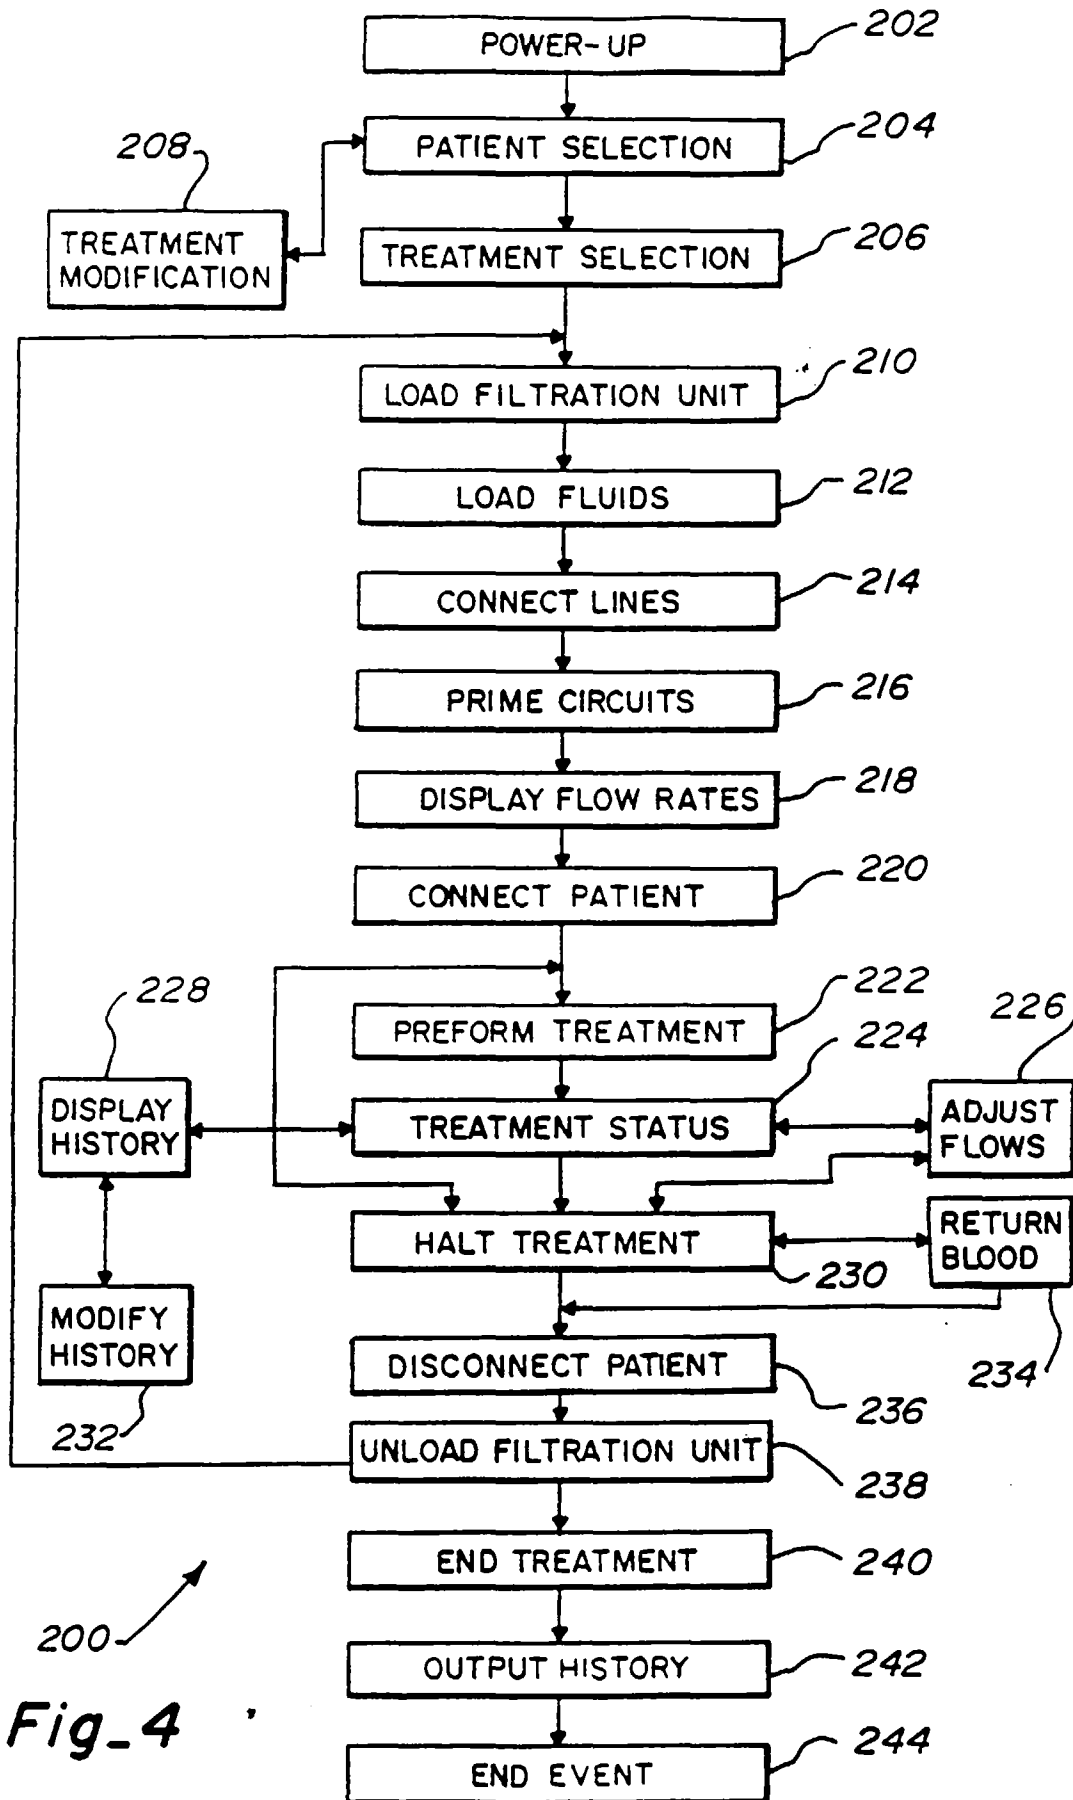 POWER-UP
202
PATIENT SELECTION
204
208
TREATMENT
MODIFICATION
TREATMENT SELECTION
206
LOAD FILTRATION UNIT
210
LOAD FLUIDS
212
CONNECT LINES
214
PRIME CIRCUITS
216
DISPLAY FLOW RATES
218
CONNECT PATIENT
220
PREFORM TREATMENT
222
228
DISPLAY
HISTORY
TREATMENT STATUS
224
226
ADJUST
FLOWS
HALT TREATMENT
230
RETURN
BLOOD
234
MODIFY
HISTORY
232
DISCONNECT PATIENT
236
UNLOAD FILTRATION UNIT
238
END TREATMENT
240
200
OUTPUT HISTORY
242
END EVENT
244
Fig_4